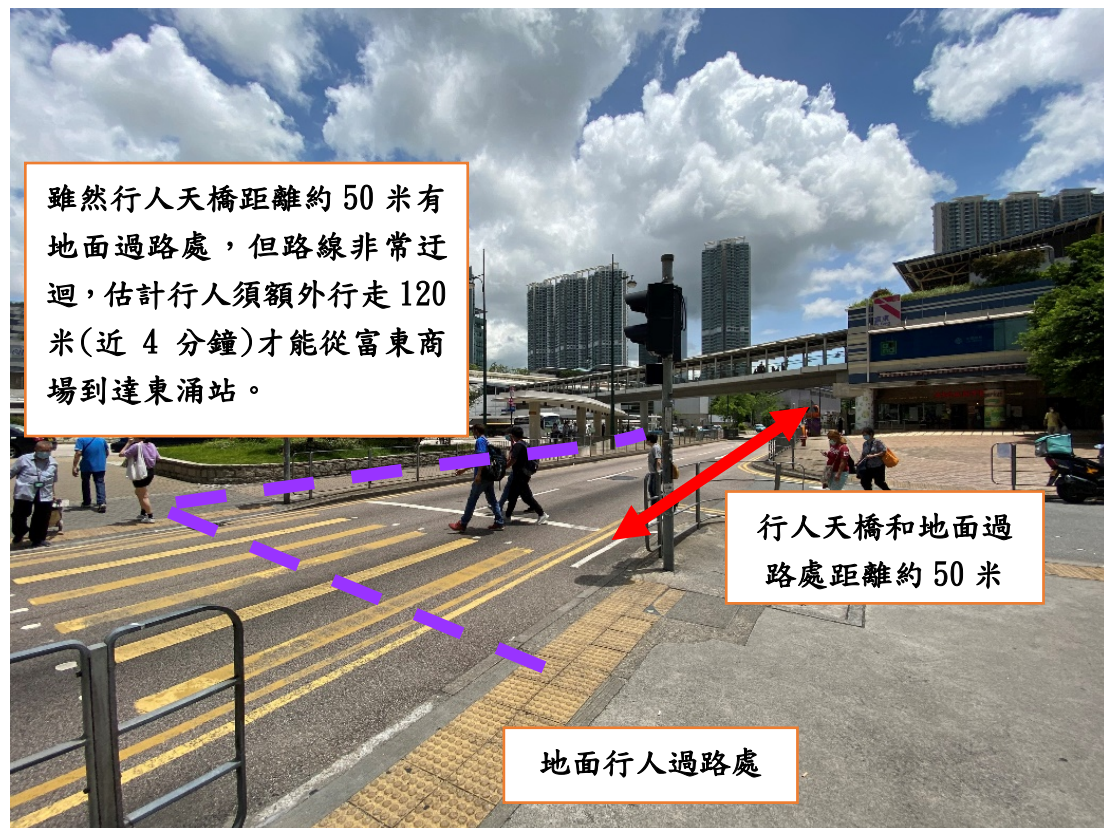 雖然行人天橋距離約 50 米有
地面過路處，但路線非常迂
迴，估計行人須額外行走 120
米(近 4 分鐘)才能從富東商
場到達東涌站。
行人天橋和地面過
路處距離約 50 米
地面行人過路處